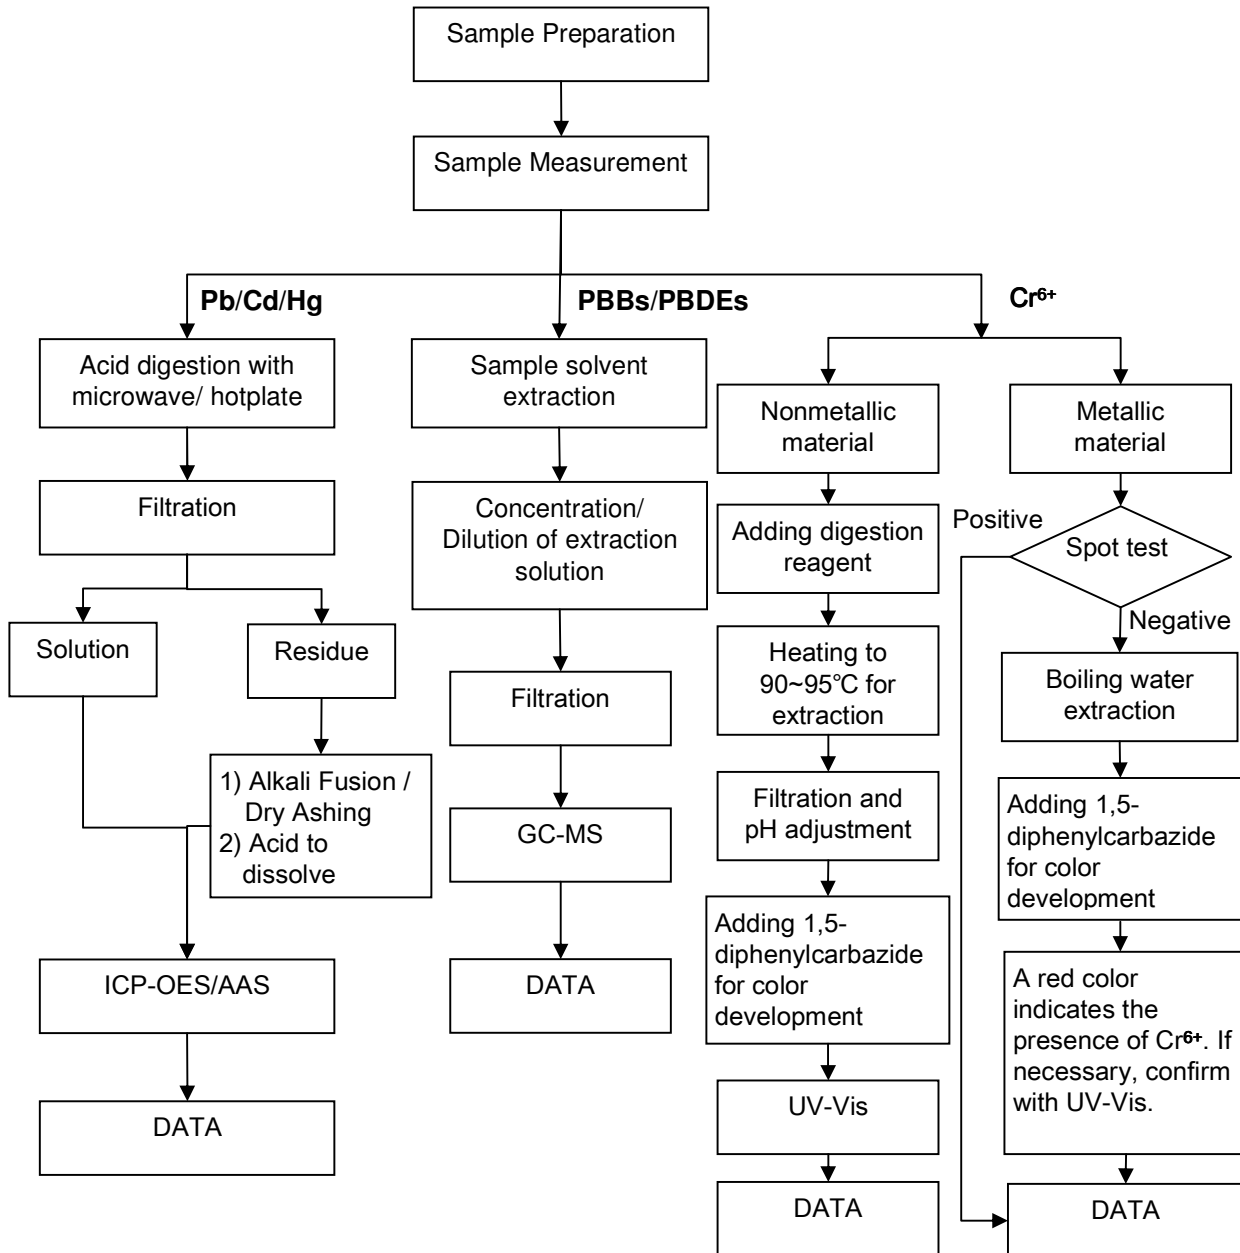 Sample Preparation
Sample Measurement
Pb/Cd/Hg
PBBs/PBDEs
Cr⁶⁺
Acid digestion with
microwave/ hotplate
Filtration
Solution
Residue
1) Alkali Fusion /
Dry Ashing
2) Acid to
dissolve
ICP-OES/AAS
DATA
Sample solvent
extraction
Concentration/
Dilution of extraction
solution
Filtration
GC-MS
DATA
Nonmetallic
material
Adding digestion
reagent
Heating to
90~95℃ for
extraction
Filtration and
pH adjustment
Adding 1,5-
diphenylcarbazide
for color
development
UV-Vis
DATA
Metallic
material
Spot test
Positive
Negative
Boiling water
extraction
Adding 1,5-
diphenylcarbazide
for color
development
A red color
indicates the
presence of Cr⁶⁺. If
necessary, confirm
with UV-Vis.
DATA